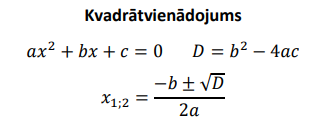 Kvadrātvienādojums
ax² + bx + c = 0    D = b² − 4ac
x₁;₂ = (−b ± √D) / 2a